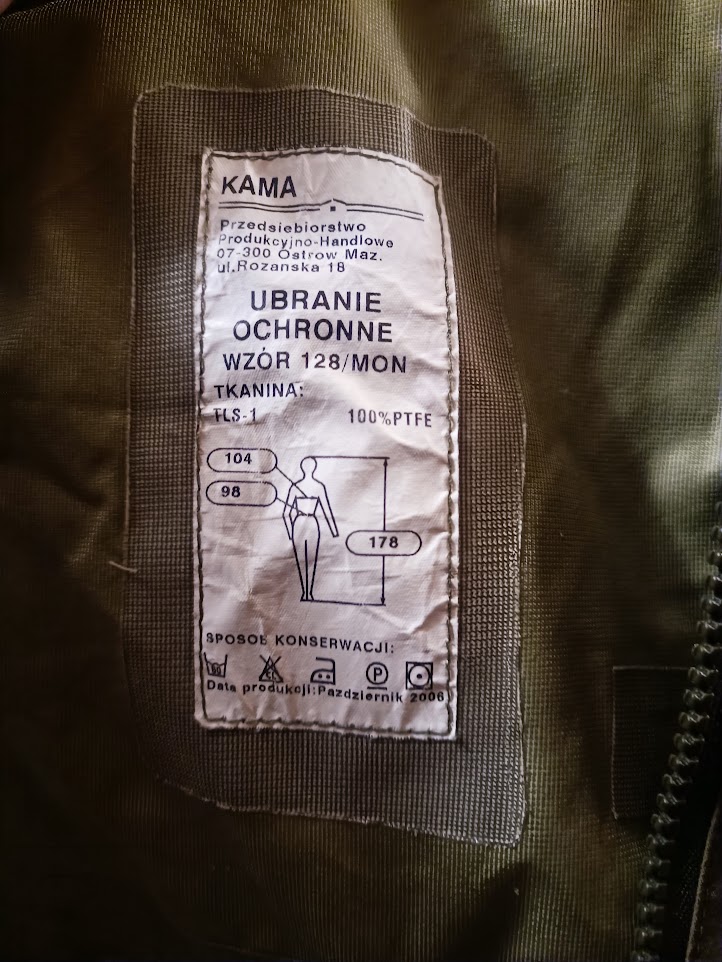 KAMA
Przedsiebiorstwo
Produkcyjno-Handlowe
07-300 Ostrow Maz.
ul.Rozanska 18
UBRANIE
OCHRONNE
WZÓR 128/MON
TKANINA:
TLS-1 100%PTFE
104
98
178
SPOSOB KONSERWACJI:
P
Data produkcji:Pazdziernik 2006